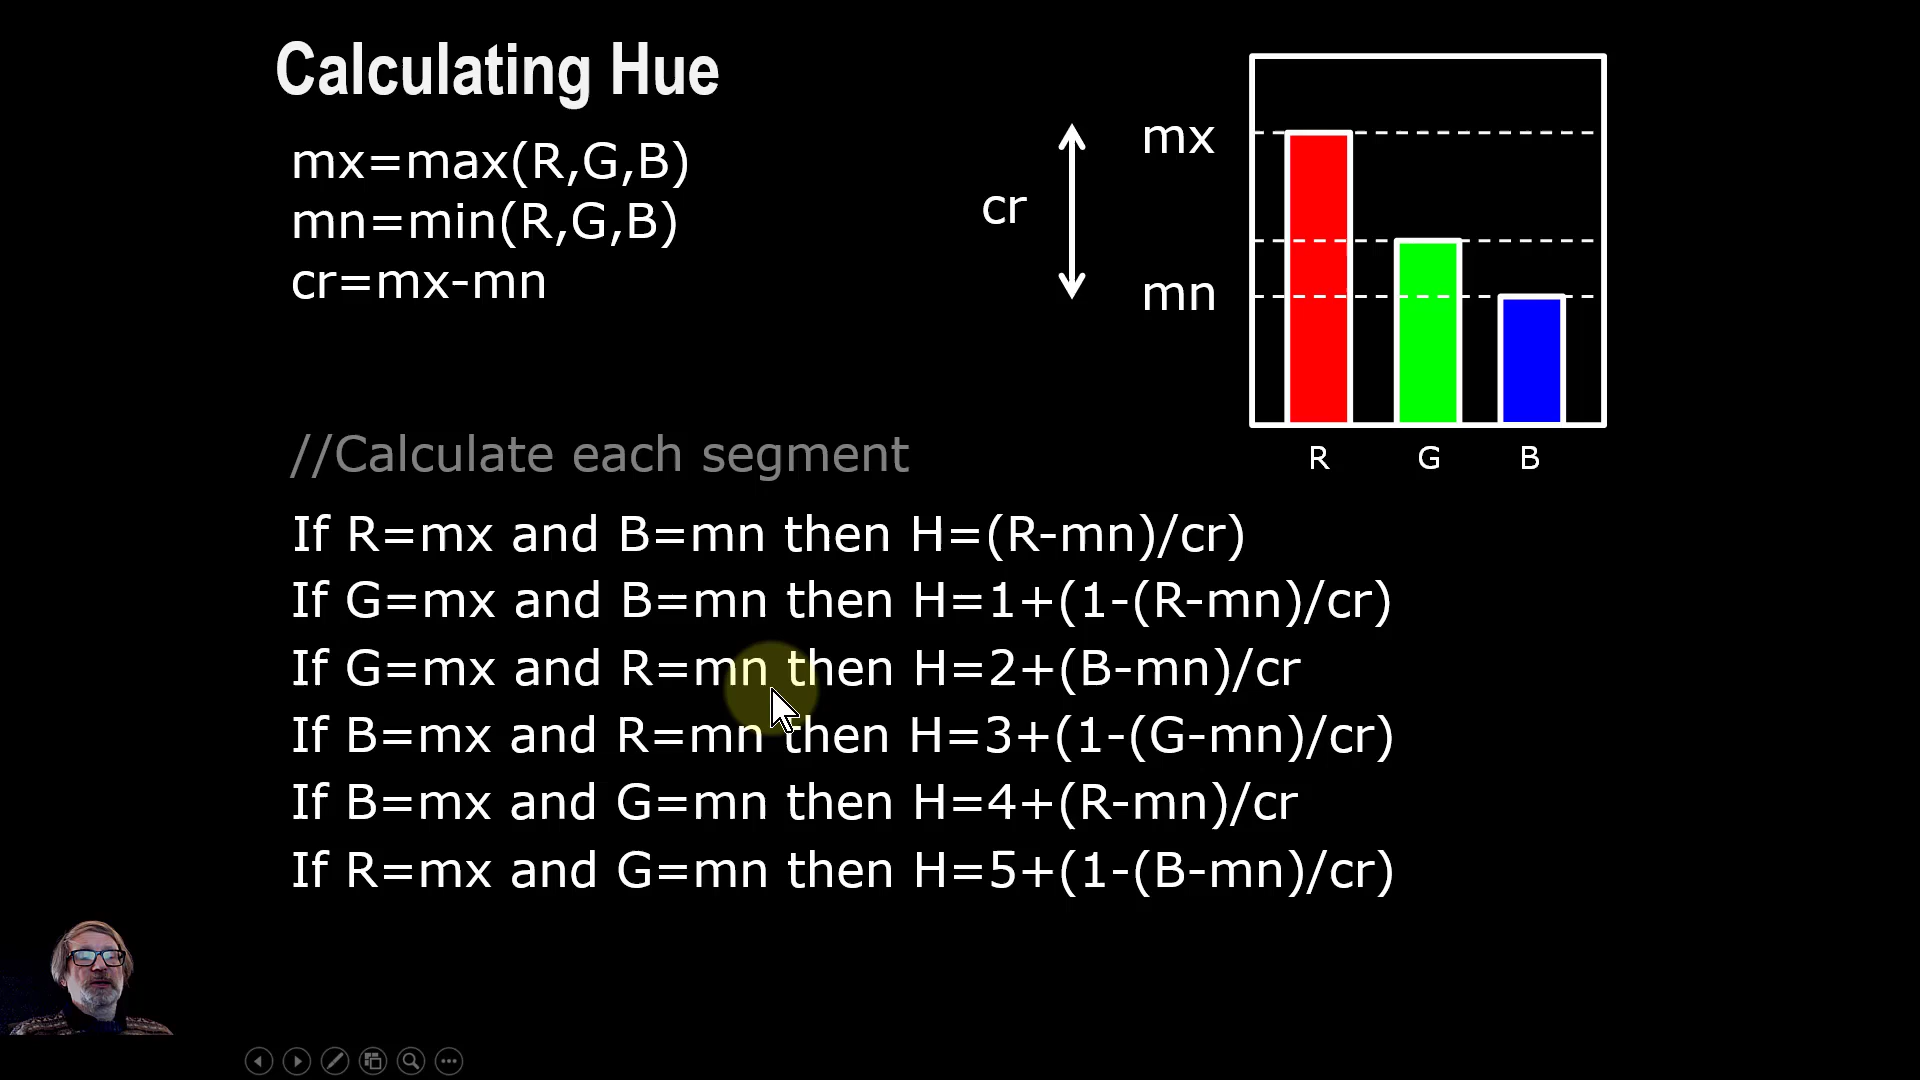 Calculating Hue
mx=max(R,G,B)
mn=min(R,G,B)
cr=mx-mn
mx
cr
mn
R G B
//Calculate each segment
If R=mx and B=mn then H=(R-mn)/cr)
If G=mx and B=mn then H=1+(1-(R-mn)/cr)
If G=mx and R=mn then H=2+(B-mn)/cr
If B=mx and R=mn then H=3+(1-(G-mn)/cr)
If B=mx and G=mn then H=4+(R-mn)/cr
If R=mx and G=mn then H=5+(1-(B-mn)/cr)